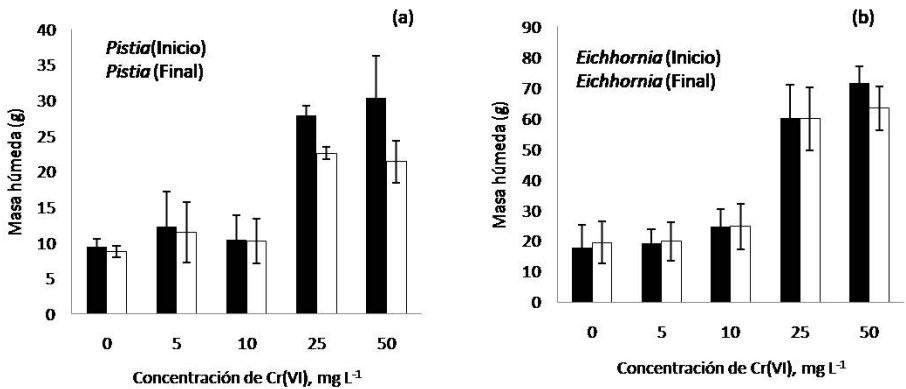 (a)
Pistia(Inicio)
Pistia (Final)
Masa húmeda (g)
40
35
30
25
20
15
10
5
0
0 5 10 25 50
Concentración de Cr(VI), mg L⁻¹
(b)
Eichhornia (Inicio)
Eichhornia (Final)
Masa húmeda (g)
90
80
70
60
50
40
30
20
10
0
0 5 10 25 50
Concentración de Cr(VI), mg L⁻¹